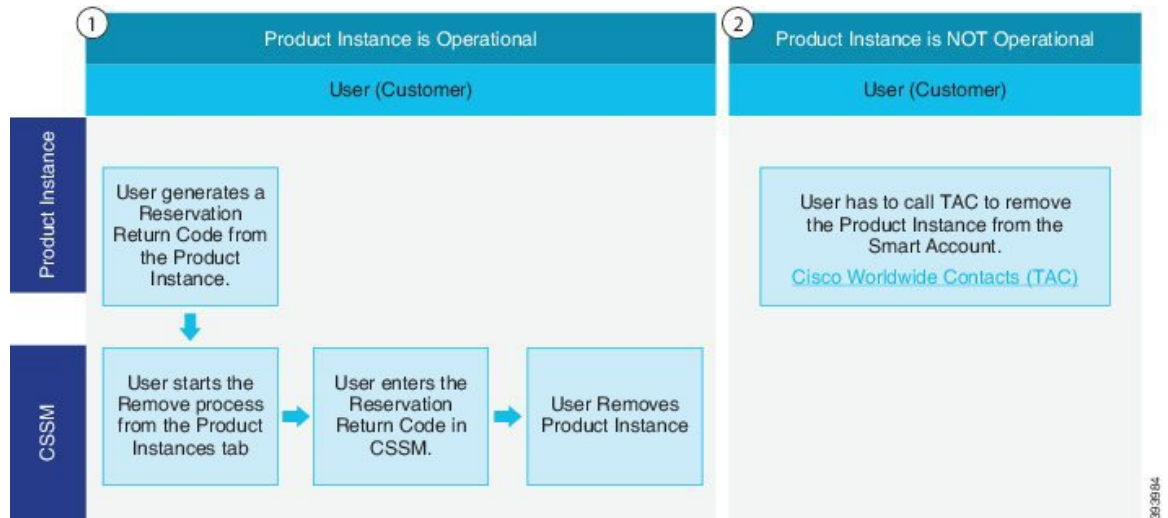 1
Product Instance is Operational
User (Customer)
2
Product Instance is NOT Operational
User (Customer)
Product Instance
User generates a
Reservation
Return Code from
the Product
Instance.
User has to call TAC to remove
the Product Instance from the
Smart Account.
Cisco Worldwide Contacts (TAC)
CSSM
User starts the
Remove process
from the Product
Instances tab
User enters the
Reservation
Return Code in
CSSM.
User Removes
Product Instance
393984